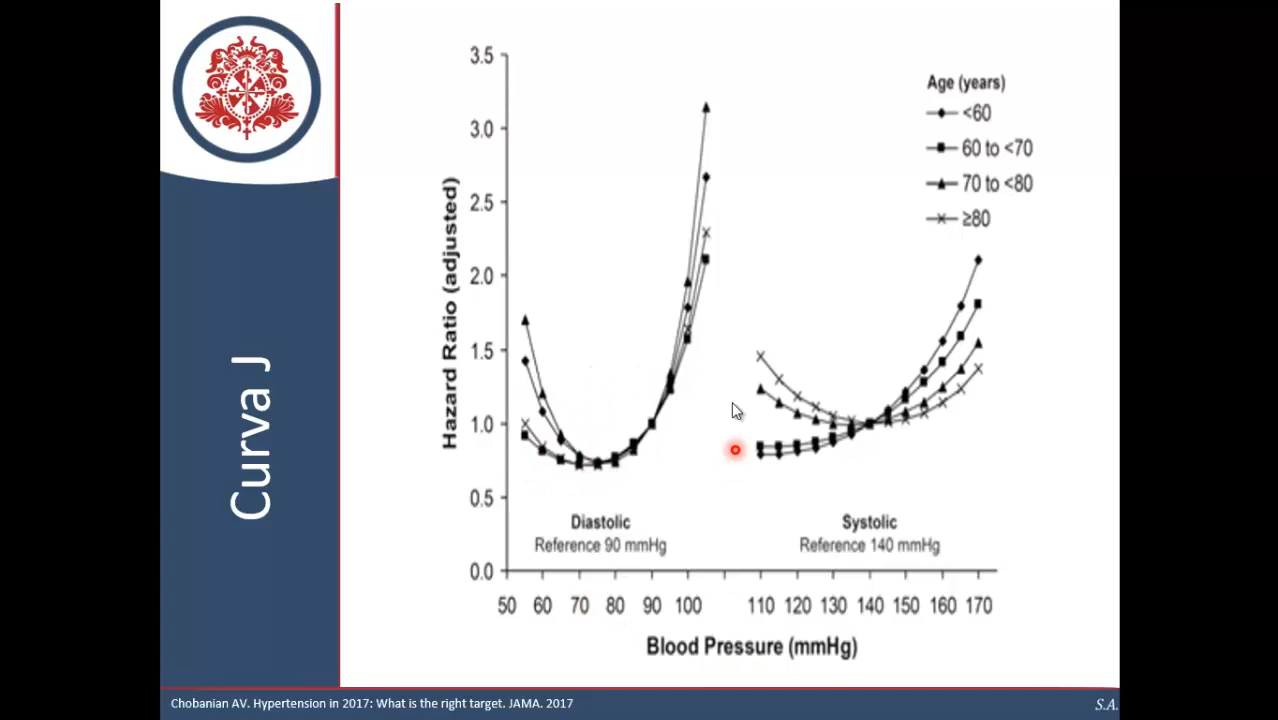 Curva J
3.5
3.0
2.5
2.0
1.5
1.0
0.5
0.0
Hazard Ratio (adjusted)
Age (years)
<60
60 to <70
70 to <80
≥80
Diastolic
Reference 90 mmHg
Systolic
Reference 140 mmHg
50 60 70 80 90 100 110 120 130 140 150 160 170
Blood Pressure (mmHg)
Chobanian AV. Hypertension in 2017: What is the right target. JAMA. 2017
S.A.